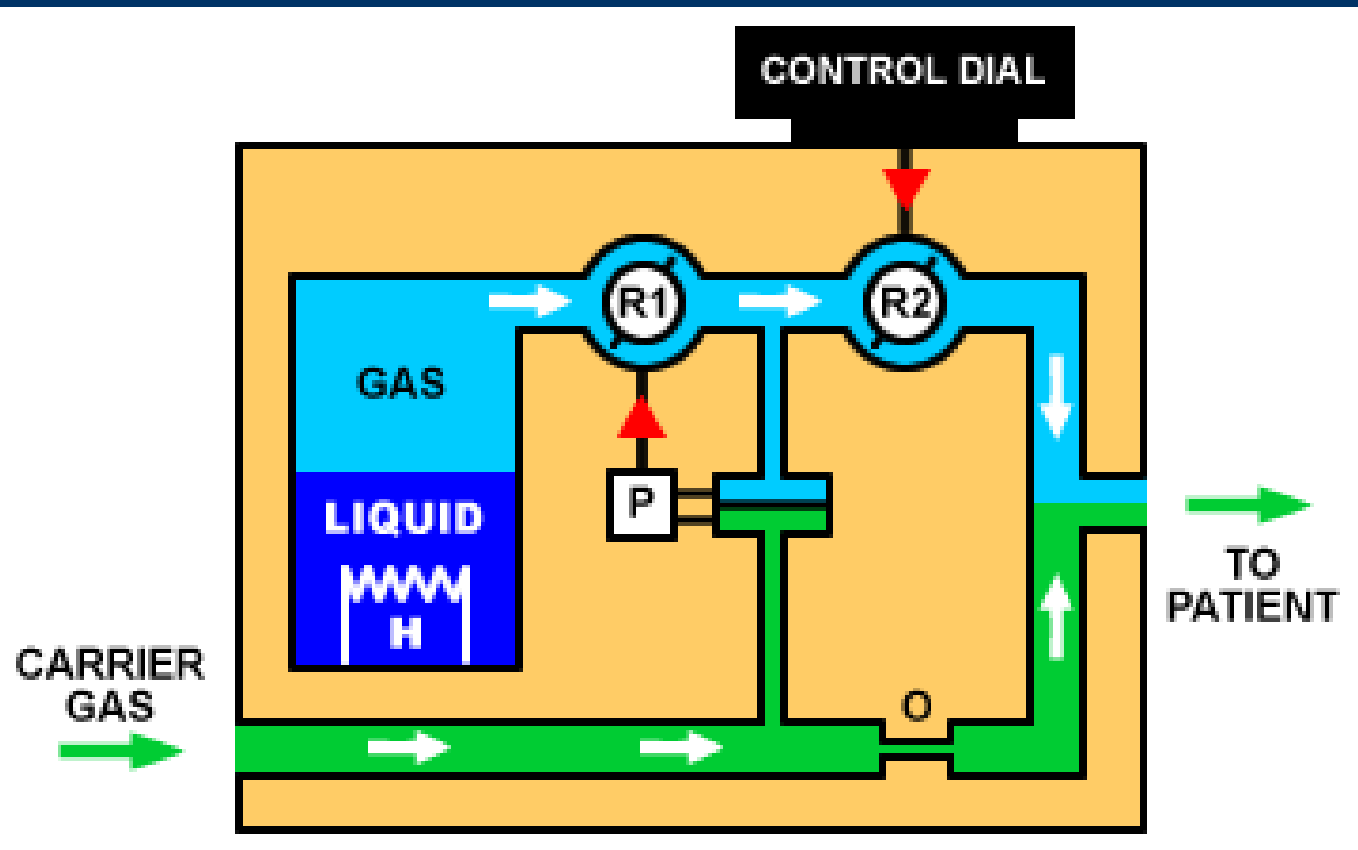 CONTROL DIAL
R1
R2
GAS
P
LIQUID
H
TO
PATIENT
CARRIER
GAS
O